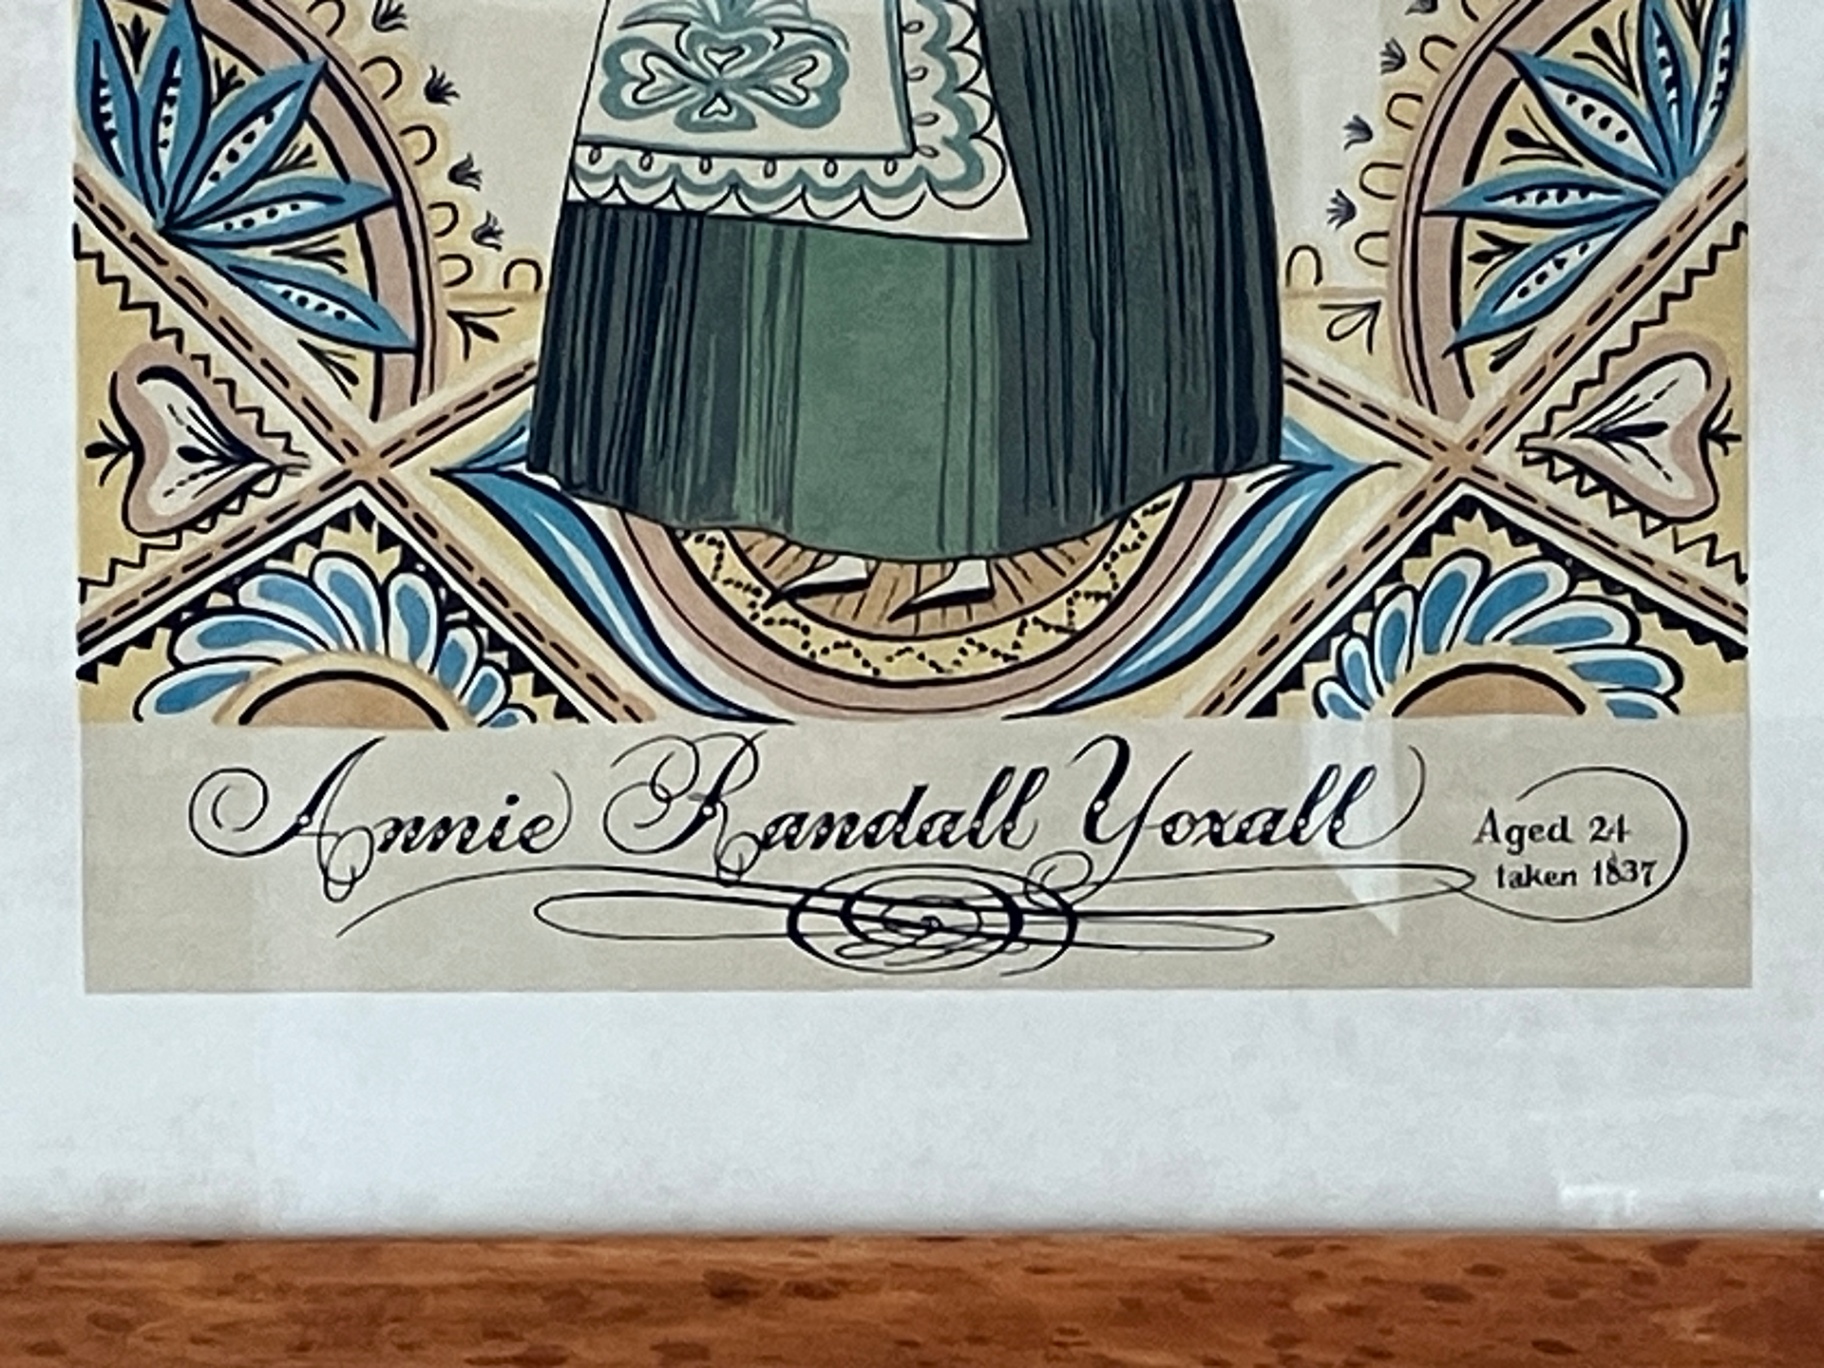 Annie Randall Yoxall
Aged 24
taken 1837